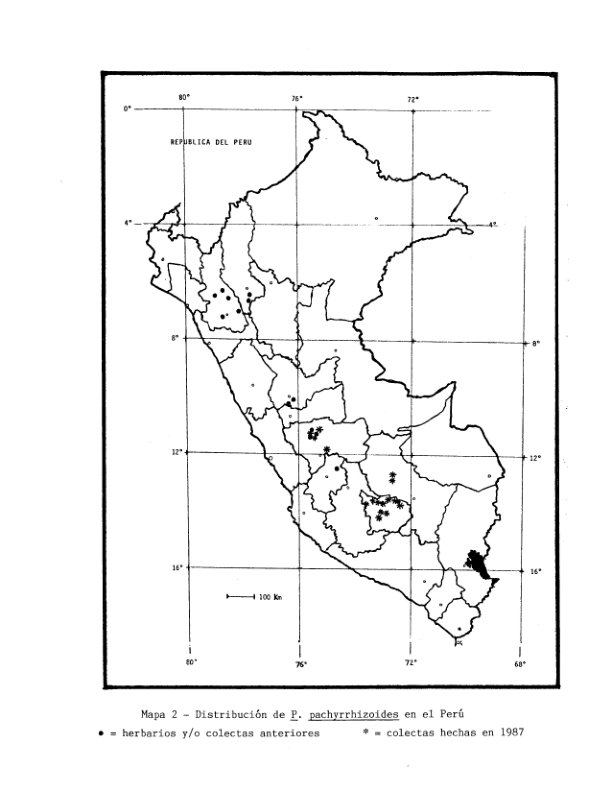 80° 76° 72°
0°
REPUBLICA DEL PERU
4° 4°
8° 8°
12° 12°
16° 16°
100 Km
80° 76° 72° 68°
Mapa 2 - Distribución de P. pachyrrhizoides en el Perú
• = herbarios y/o colectas anteriores * = colectas hechas en 1987